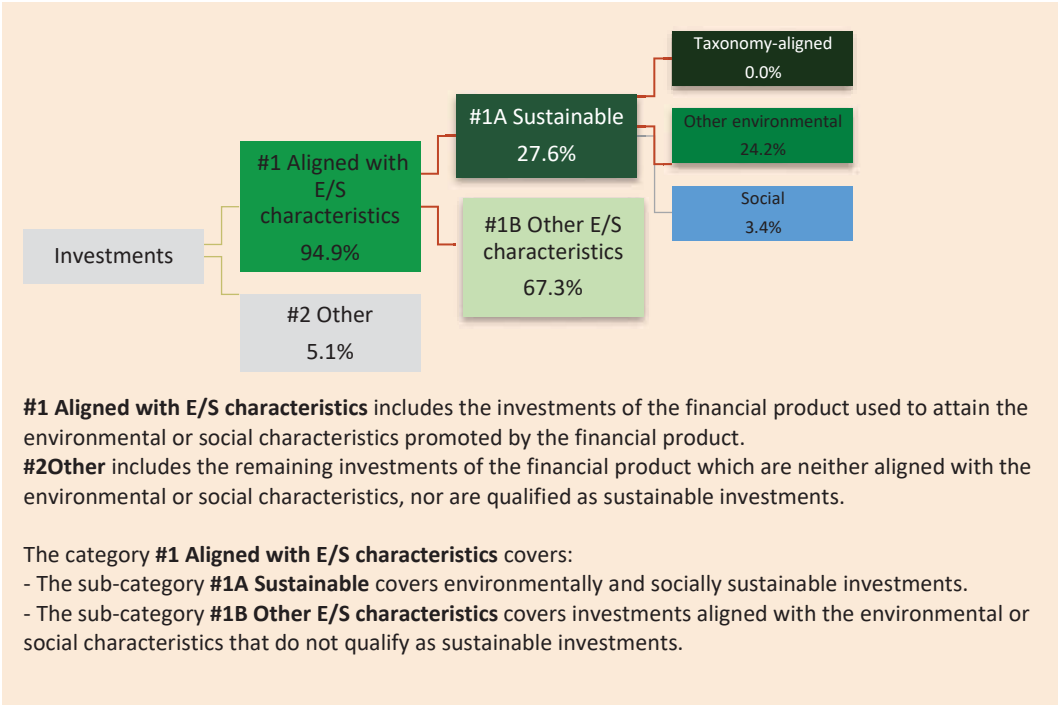 Taxonomy-aligned
0.0%
#1A Sustainable
27.6%
Other environmental
24.2%
#1 Aligned with
E/S
characteristics
94.9%
Social
3.4%
#1B Other E/S
characteristics
67.3%
Investments
#2 Other
5.1%
#1 Aligned with E/S characteristics includes the investments of the financial product used to attain the
environmental or social characteristics promoted by the financial product.
#2Other includes the remaining investments of the financial product which are neither aligned with the
environmental or social characteristics, nor are qualified as sustainable investments.
The category #1 Aligned with E/S characteristics covers:
- The sub-category #1A Sustainable covers environmentally and socially sustainable investments.
- The sub-category #1B Other E/S characteristics covers investments aligned with the environmental or
social characteristics that do not qualify as sustainable investments.